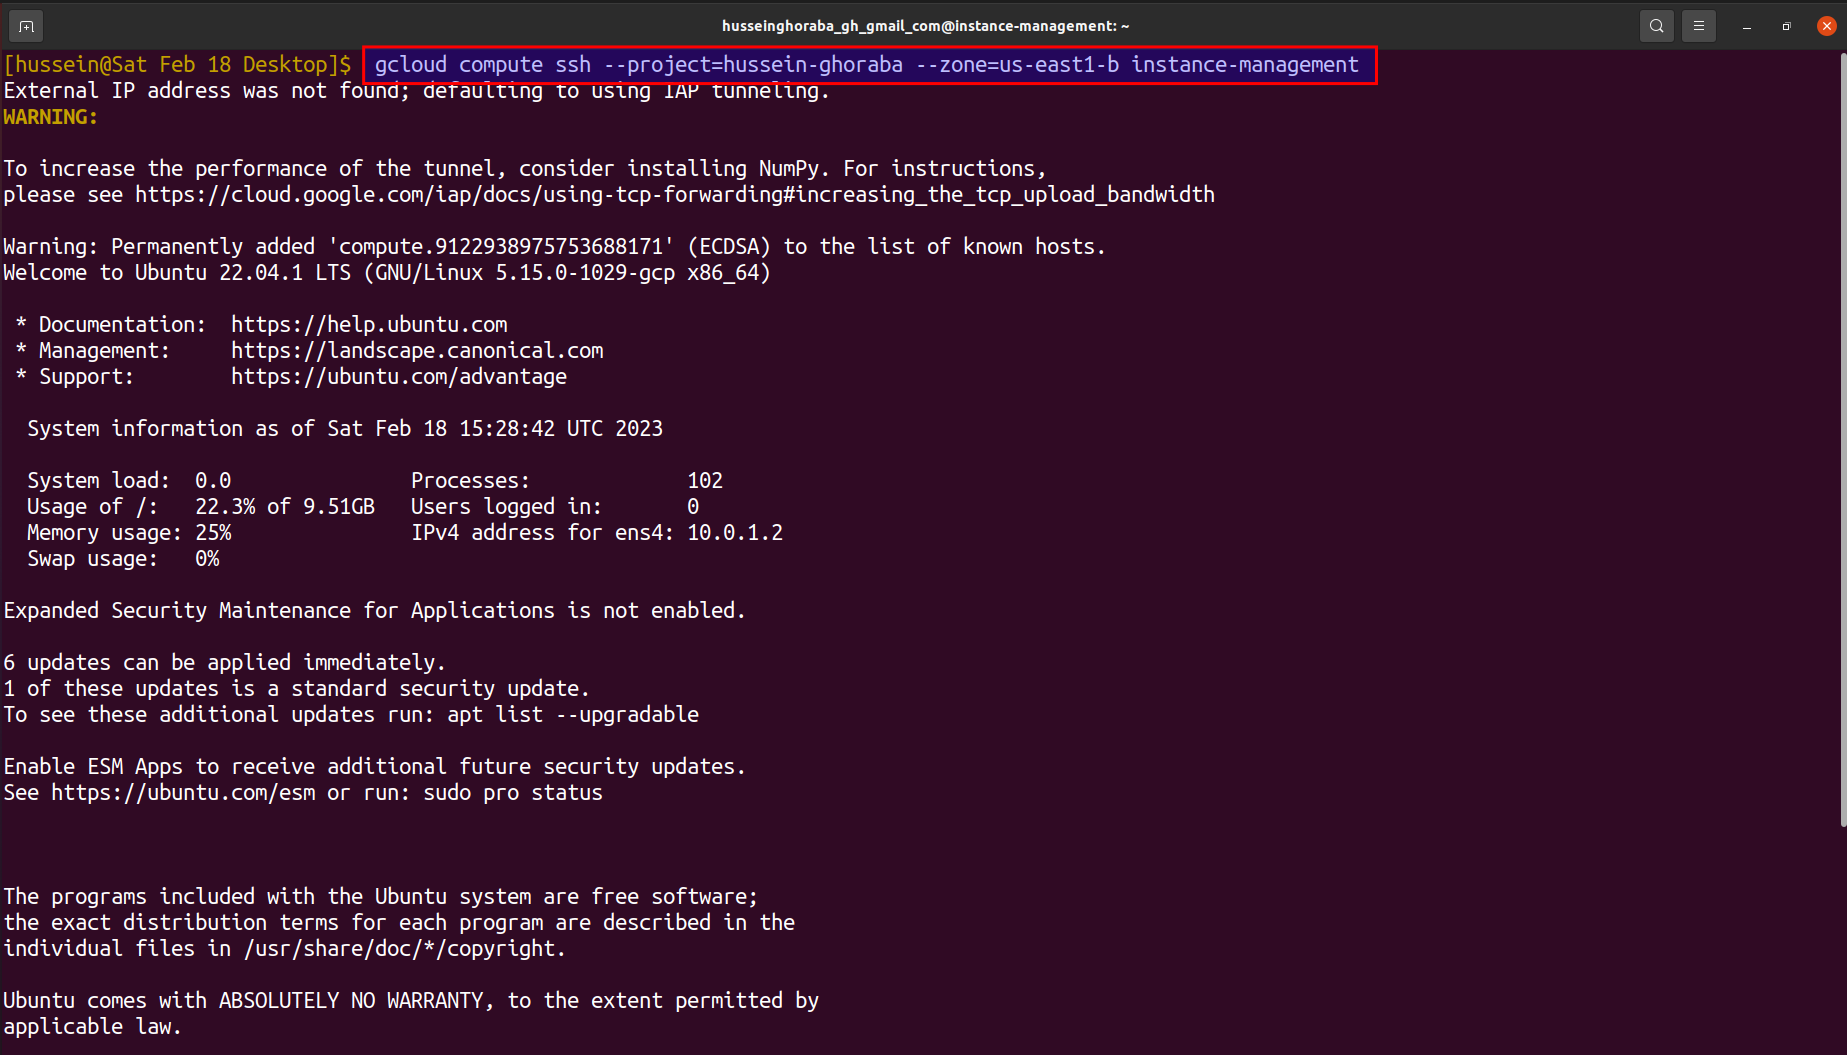 husseinghoraba_gh_gmail_com@instance-management: ~
[hussein@Sat Feb 18 Desktop]$ gcloud compute ssh --project=hussein-ghoraba --zone=us-east1-b instance-management
External IP address was not found; defaulting to using IAP tunneling.
WARNING:
To increase the performance of the tunnel, consider installing NumPy. For instructions,
please see https://cloud.google.com/iap/docs/using-tcp-forwarding#increasing_the_tcp_upload_bandwidth
Warning: Permanently added 'compute.9122938975753688171' (ECDSA) to the list of known hosts.
Welcome to Ubuntu 22.04.1 LTS (GNU/Linux 5.15.0-1029-gcp x86_64)
* Documentation:  https://help.ubuntu.com
* Management:     https://landscape.canonical.com
* Support:        https://ubuntu.com/advantage
System information as of Sat Feb 18 15:28:42 UTC 2023
System load:  0.0               Processes:             102
Usage of /:   22.3% of 9.51GB   Users logged in:       0
Memory usage: 25%               IPv4 address for ens4: 10.0.1.2
Swap usage:   0%
Expanded Security Maintenance for Applications is not enabled.
6 updates can be applied immediately.
1 of these updates is a standard security update.
To see these additional updates run: apt list --upgradable
Enable ESM Apps to receive additional future security updates.
See https://ubuntu.com/esm or run: sudo pro status
The programs included with the Ubuntu system are free software;
the exact distribution terms for each program are described in the
individual files in /usr/share/doc/*/copyright.
Ubuntu comes with ABSOLUTELY NO WARRANTY, to the extent permitted by
applicable law.